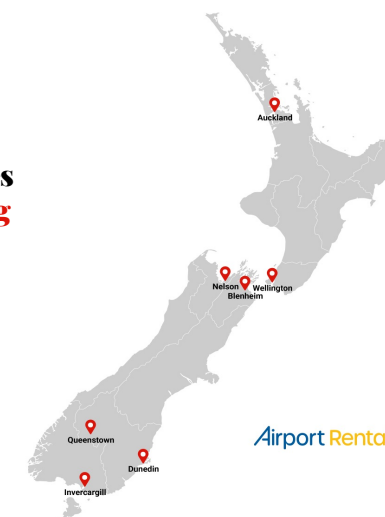 s
g
Auckland
Nelson
Wellington
Blenheim
Queenstown
Dunedin
Invercargill
Airport Renta